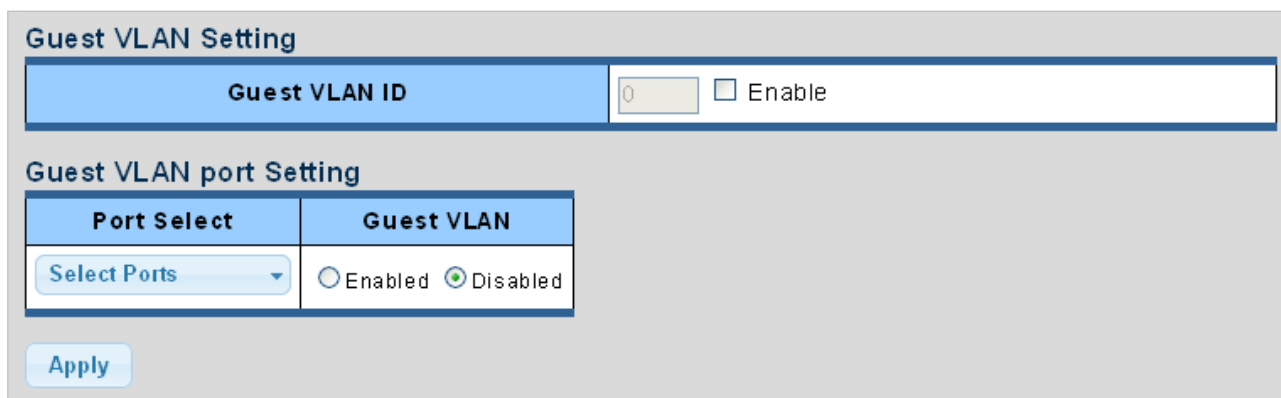 Guest VLAN Setting
Guest VLAN ID 0 Enable
Guest VLAN port Setting
Port Select Guest VLAN
Select Ports Enabled Disabled
Apply